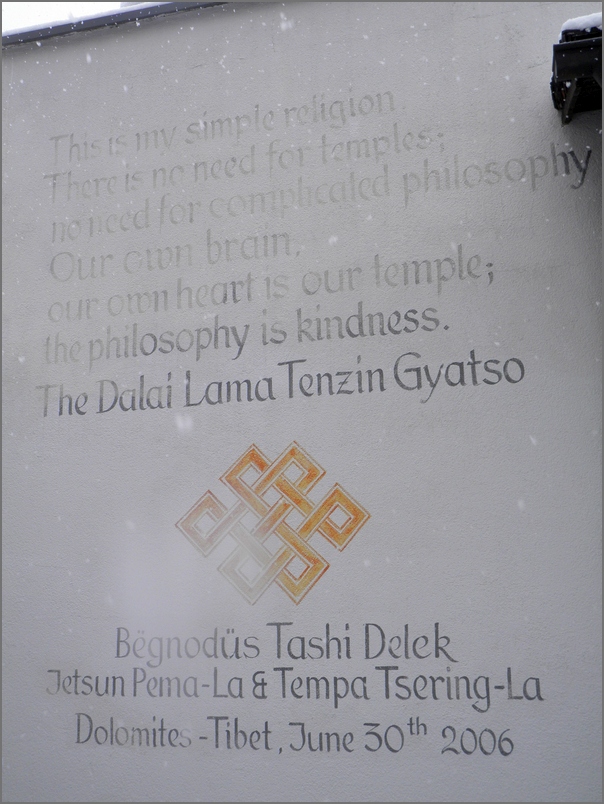 This is my simple religion.
There is no need for temples;
no need for complicated philosophy
Our own brain,
our own heart is our temple;
the philosophy is kindness.
The Dalai Lama Tenzin Gyatso
Bëgnodüs Tashi Delek
Jetsun Pema-La & Tempa Tsering-La
Dolomites -Tibet, June 30th 2006